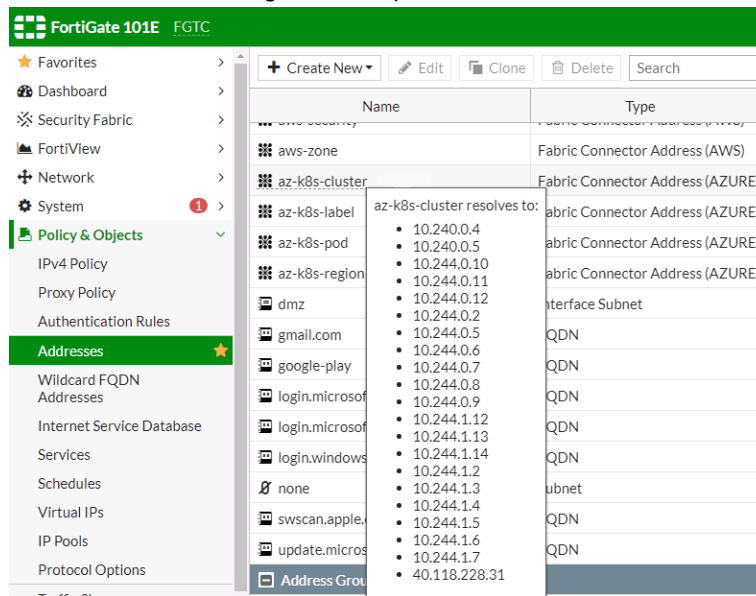 FortiGate 101E FGTC
Favorites
Dashboard
Security Fabric
FortiView
Network
System 1
Policy & Objects
IPv4 Policy
Proxy Policy
Authentication Rules
Addresses
Wildcard FQDN
Addresses
Internet Service Database
Services
Schedules
Virtual IPs
IP Pools
Protocol Options
+ Create New Edit Clone Delete Search
Name Type
aws-zone Fabric Connector Address (AWS)
az-k8s-cluster abric Connector Address (AZURE
az-k8s-label abric Connector Address (AZURE
az-k8s-pod abric Connector Address (AZURE
az-k8s-region abric Connector Address (AZURE
dmz nterface Subnet
gmail.com QDN
google-play QDN
login.microsof QDN
login.microsof QDN
login.windows QDN
none ubnet
swscan.apple. QDN
update.micros QDN
Address Grou
az-k8s-cluster resolves to:
10.240.0.4
10.240.0.5
10.244.0.10
10.244.0.11
10.244.0.12
10.244.0.2
10.244.0.5
10.244.0.6
10.244.0.7
10.244.0.8
10.244.0.9
10.244.1.12
10.244.1.13
10.244.1.14
10.244.1.2
10.244.1.3
10.244.1.4
10.244.1.5
10.244.1.6
10.244.1.7
40.118.228.31